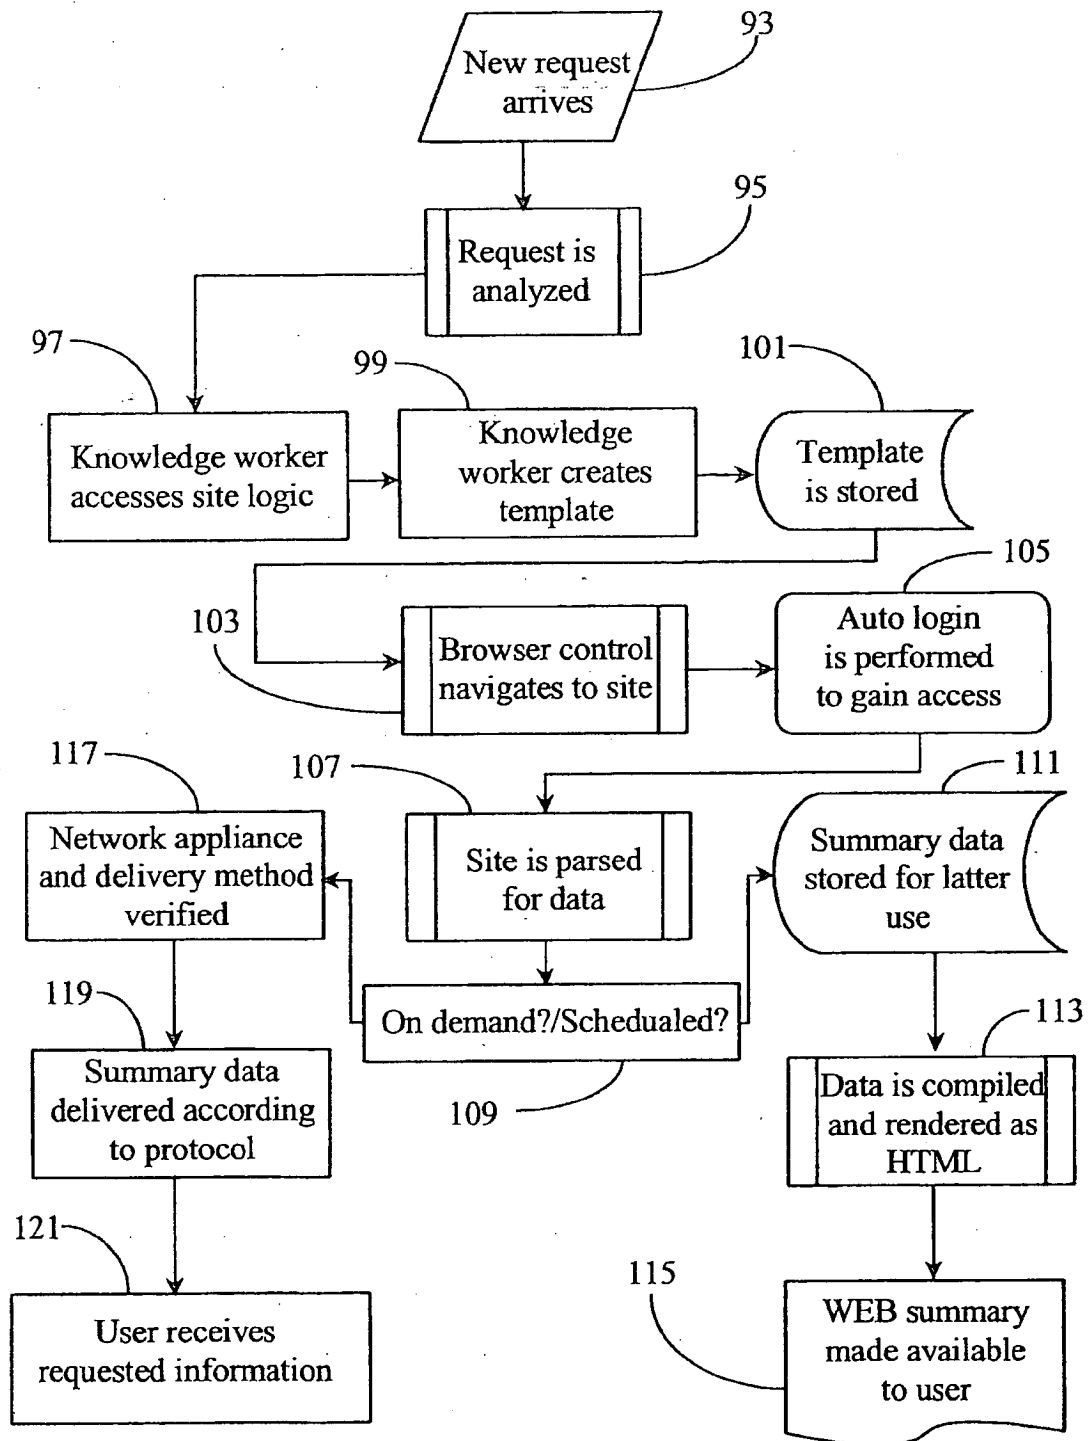 93
New request
arrives
95
Request is
analyzed
97
Knowledge worker
accesses site logic
99
Knowledge
worker creates
template
101
Template
is stored
103
Browser control
navigates to site
105
Auto login
is performed
to gain access
107
Site is parsed
for data
109
On demand?/Schedualed?
111
Summary data
stored for latter
use
113
Data is compiled
and rendered as
HTML
115
WEB summary
made available
to user
117
Network appliance
and delivery method
verified
119
Summary data
delivered according
to protocol
121
User receives
requested information